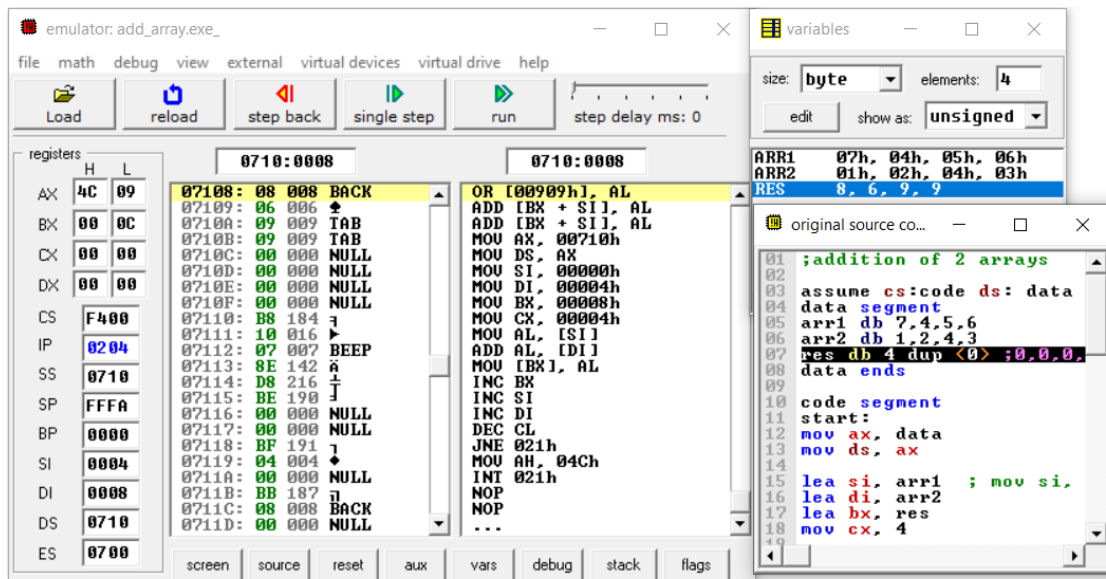 emulator: add_array.exe_
file math debug view external virtual devices virtual drive help
Load reload step back single step run step delay ms: 0
registers
H L
AX 4C 09
BX 00 0C
CX 00 00
DX 00 00
CS F400
IP 0204
SS 0710
SP FFFA
BP 0000
SI 0004
DI 0008
DS 0710
ES 0700
0710:0008
07108: 08 008 BACK
07109: 06 006 ♠
0710A: 09 009 TAB
0710B: 09 009 TAB
0710C: 00 000 NULL
0710D: 00 000 NULL
0710E: 00 000 NULL
0710F: 00 000 NULL
07110: B8 184 ╕
07111: 10 016 ►
07112: 07 007 BEEP
07113: 8E 142 Ä
07114: D8 216 ╪
07115: BE 190 ╛
07116: 00 000 NULL
07117: 00 000 NULL
07118: BF 191 ┐
07119: 04 004 ♦
0711A: 00 000 NULL
0711B: BB 187 ╗
0711C: 08 008 BACK
0711D: 00 000 NULL
0710:0008
OR [00909h], AL
ADD [BX + SI], AL
ADD [BX + SI], AL
MOV AX, 00710h
MOV DS, AX
MOV SI, 00000h
MOV DI, 00004h
MOV BX, 00008h
MOV CX, 00004h
MOV AL, [SI]
ADD AL, [DI]
MOV [BX], AL
INC BX
INC SI
INC DI
DEC CL
JNE 021h
MOV AH, 04Ch
INT 021h
NOP
NOP
...
screen source reset aux vars debug stack flags
variables
size: byte elements: 4
edit show as: unsigned
ARR1 07h, 04h, 05h, 06h
ARR2 01h, 02h, 04h, 03h
RES 8, 6, 9, 9
original source co...
01 ;addition of 2 arrays
02
03 assume cs:code ds: data
04 data segment
05 arr1 db 7,4,5,6
06 arr2 db 1,2,4,3
07 res db 4 dup <0> ;0,0,0,
08 data ends
09
10 code segment
11 start:
12 mov ax, data
13 mov ds, ax
14
15 lea si, arr1 ; mov si,
16 lea di, arr2
17 lea bx, res
18 mov cx, 4
19